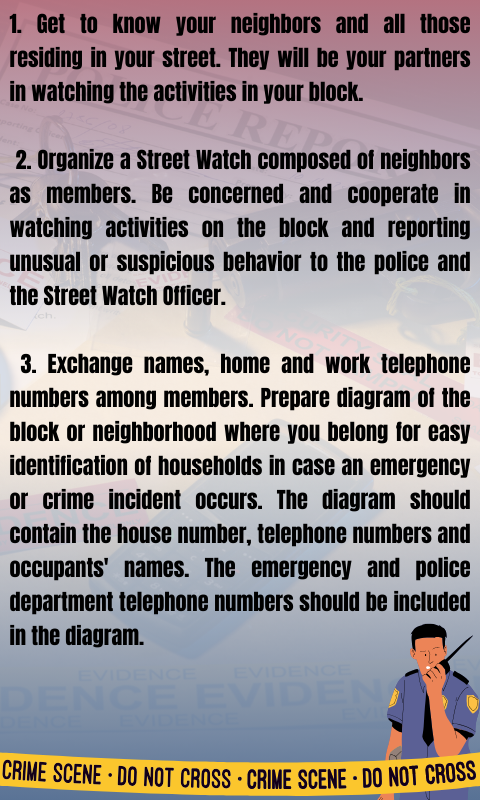 1. Get to know your neighbors and all those
residing in your street. They will be your partners
in watching the activities in your block.
2. Organize a Street Watch composed of neighbors
as members. Be concerned and cooperate in
watching activities on the block and reporting
unusual or suspicious behavior to the police and
the Street Watch Officer.
3. Exchange names, home and work telephone
numbers among members. Prepare diagram of the
block or neighborhood where you belong for easy
identification of households in case an emergency
or crime incident occurs. The diagram should
contain the house number, telephone numbers and
occupants' names. The emergency and police
department telephone numbers should be included
in the diagram.
POLICE REPORT
EVIDENCE
EVIDENCE
EVIDENCE
CRIME SCENE · DO NOT CROSS · CRIME SCENE · DO NOT CROSS